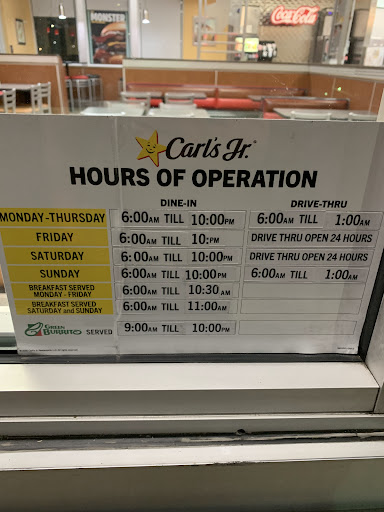 MONSTER
Coca-Cola
Carl's Jr.
HOURS OF OPERATION
DINE-IN DRIVE-THRU
MONDAY-THURSDAY 6:00AM TILL 10:00PM 6:00AM TILL 1:00AM
FRIDAY 6:00AM TILL 10:PM DRIVE THRU OPEN 24 HOURS
SATURDAY 6:00AM TILL 10:00PM DRIVE THRU OPEN 24 HOURS
SUNDAY 6:00AM TILL 10:00PM 6:00AM TILL 1:00AM
BREAKFAST SERVED
MONDAY - FRIDAY 6:00AM TILL 10:30AM
BREAKFAST SERVED
SATURDAY and SUNDAY 6:00AM TILL 11:00AM
GREEN
BURRITO SERVED 9:00AM TILL 10:00PM